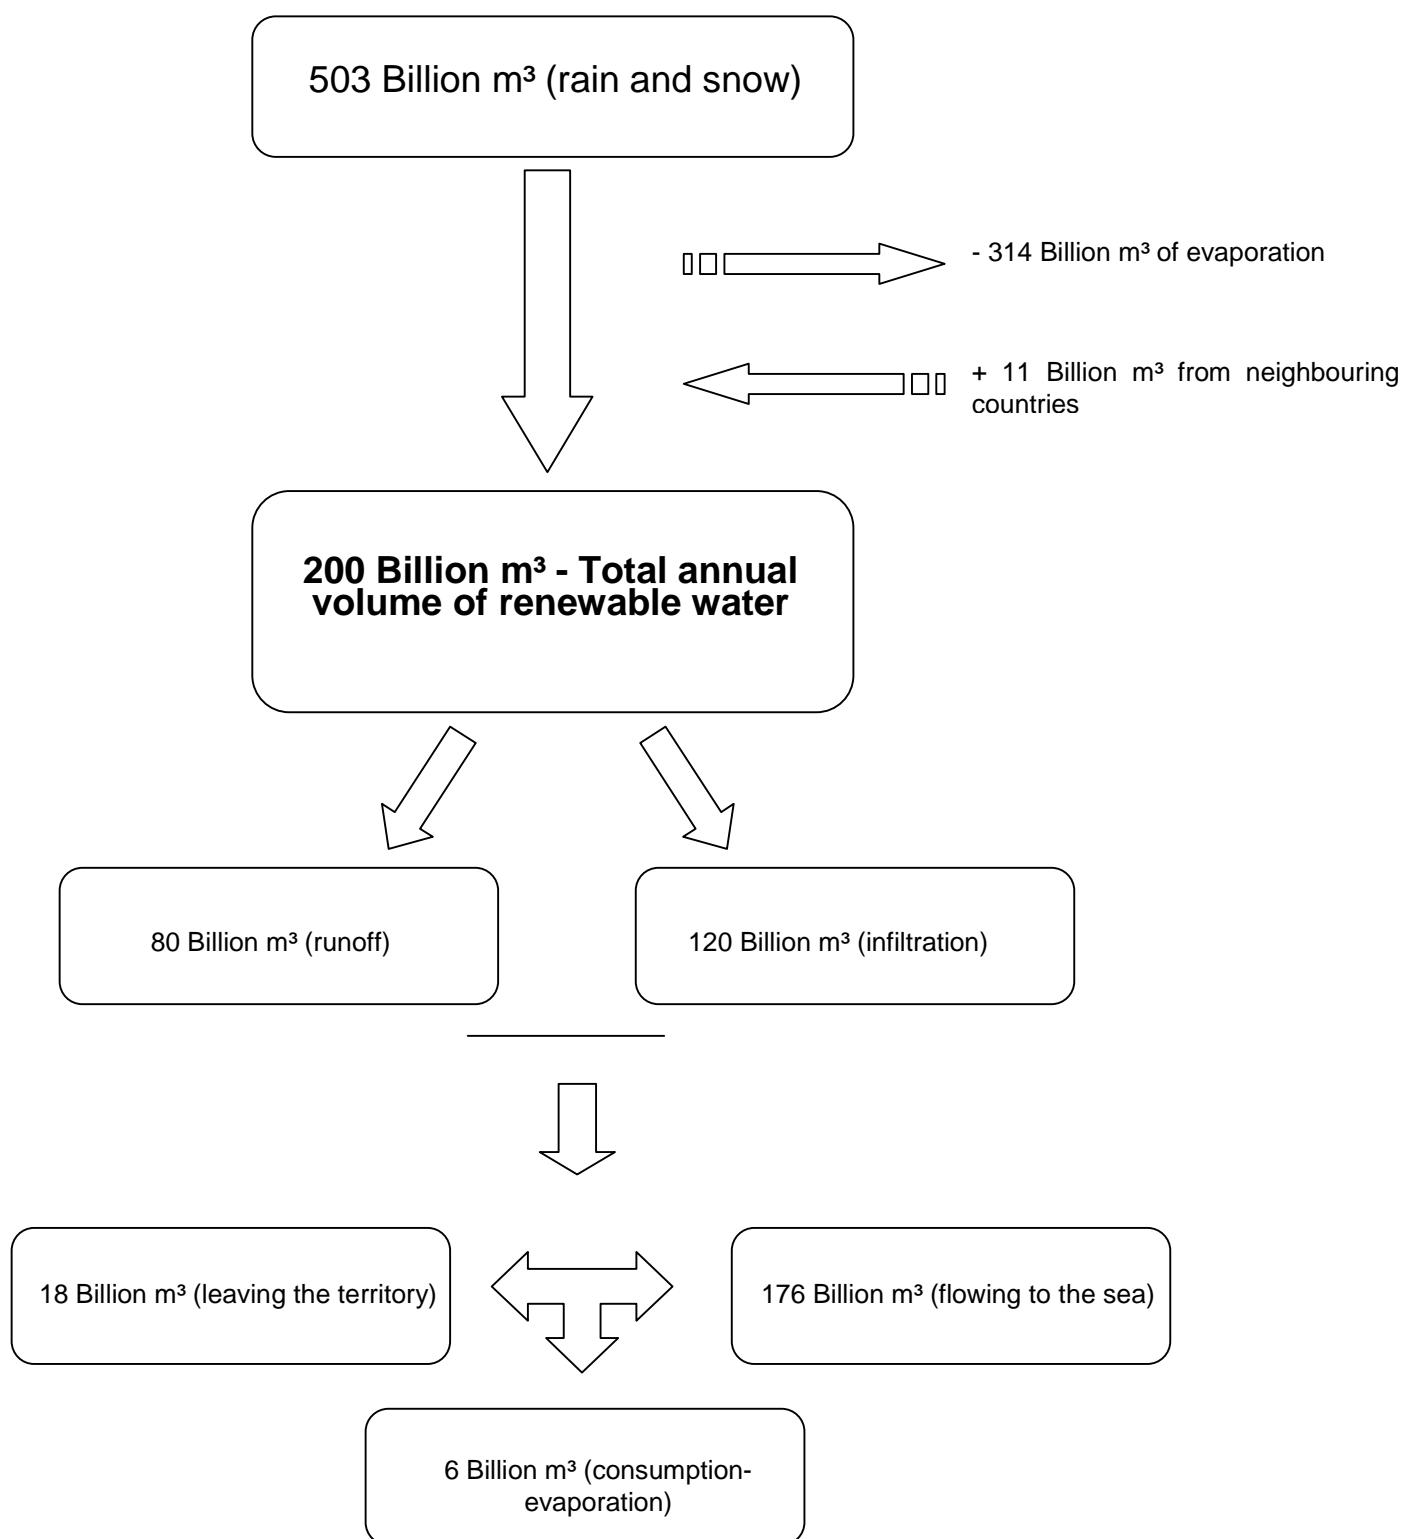 503 Billion m³ (rain and snow)
- 314 Billion m³ of evaporation
+ 11 Billion m³ from neighbouring
countries
200 Billion m³ - Total annual
volume of renewable water
80 Billion m³ (runoff)
120 Billion m³ (infiltration)
18 Billion m³ (leaving the territory)
176 Billion m³ (flowing to the sea)
6 Billion m³ (consumption-
evaporation)